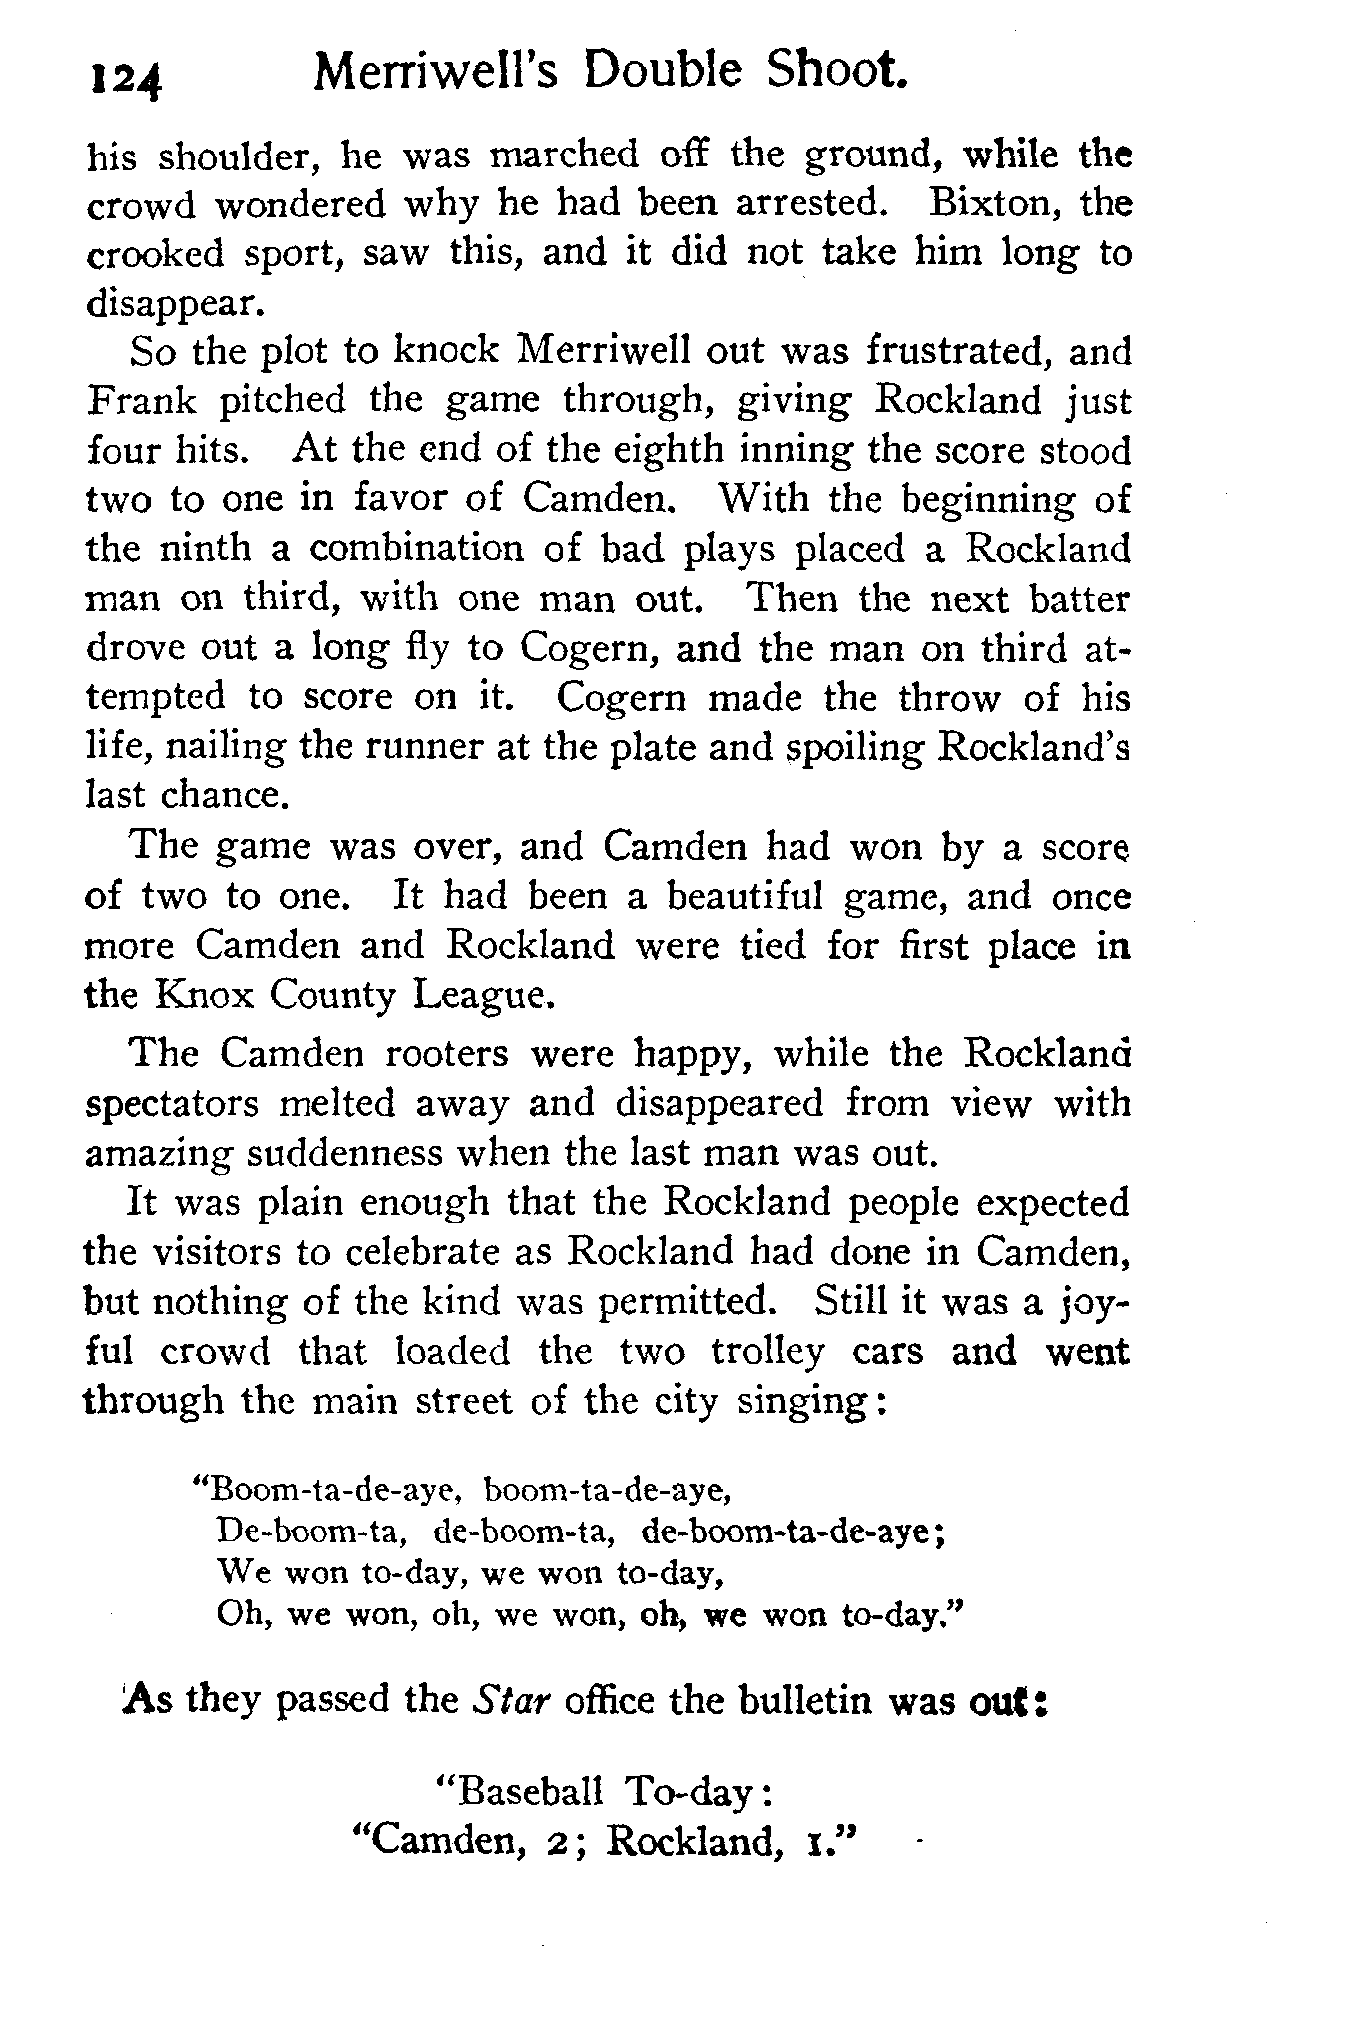 124 Merriwell's Double Shoot.
his shoulder, he was marched off the ground, while the
crowd wondered why he had been arrested. Bixton, the
crooked sport, saw this, and it did not take him long to
disappear.
So the plot to knock Merriwell out was frustrated, and
Frank pitched the game through, giving Rockland just
four hits. At the end of the eighth inning the score stood
two to one in favor of Camden. With the beginning of
the ninth a combination of bad plays placed a Rockland
man on third, with one man out. Then the next batter
drove out a long fly to Cogern, and the man on third at-
tempted to score on it. Cogern made the throw of his
life, nailing the runner at the plate and spoiling Rockland's
last chance.
The game was over, and Camden had won by a score
of two to one. It had been a beautiful game, and once
more Camden and Rockland were tied for first place in
the Knox County League.
The Camden rooters were happy, while the Rockland
spectators melted away and disappeared from view with
amazing suddenness when the last man was out.
It was plain enough that the Rockland people expected
the visitors to celebrate as Rockland had done in Camden,
but nothing of the kind was permitted. Still it was a joy-
ful crowd that loaded the two trolley cars and went
through the main street of the city singing:
"Boom-ta-de-aye, boom-ta-de-aye,
De-boom-ta, de-boom-ta, de-boom-ta-de-aye;
We won to-day, we won to-day,
Oh, we won, oh, we won, oh, we won to-day."
As they passed the Star office the bulletin was out:
"Baseball To-day:
"Camden, 2; Rockland, 1."